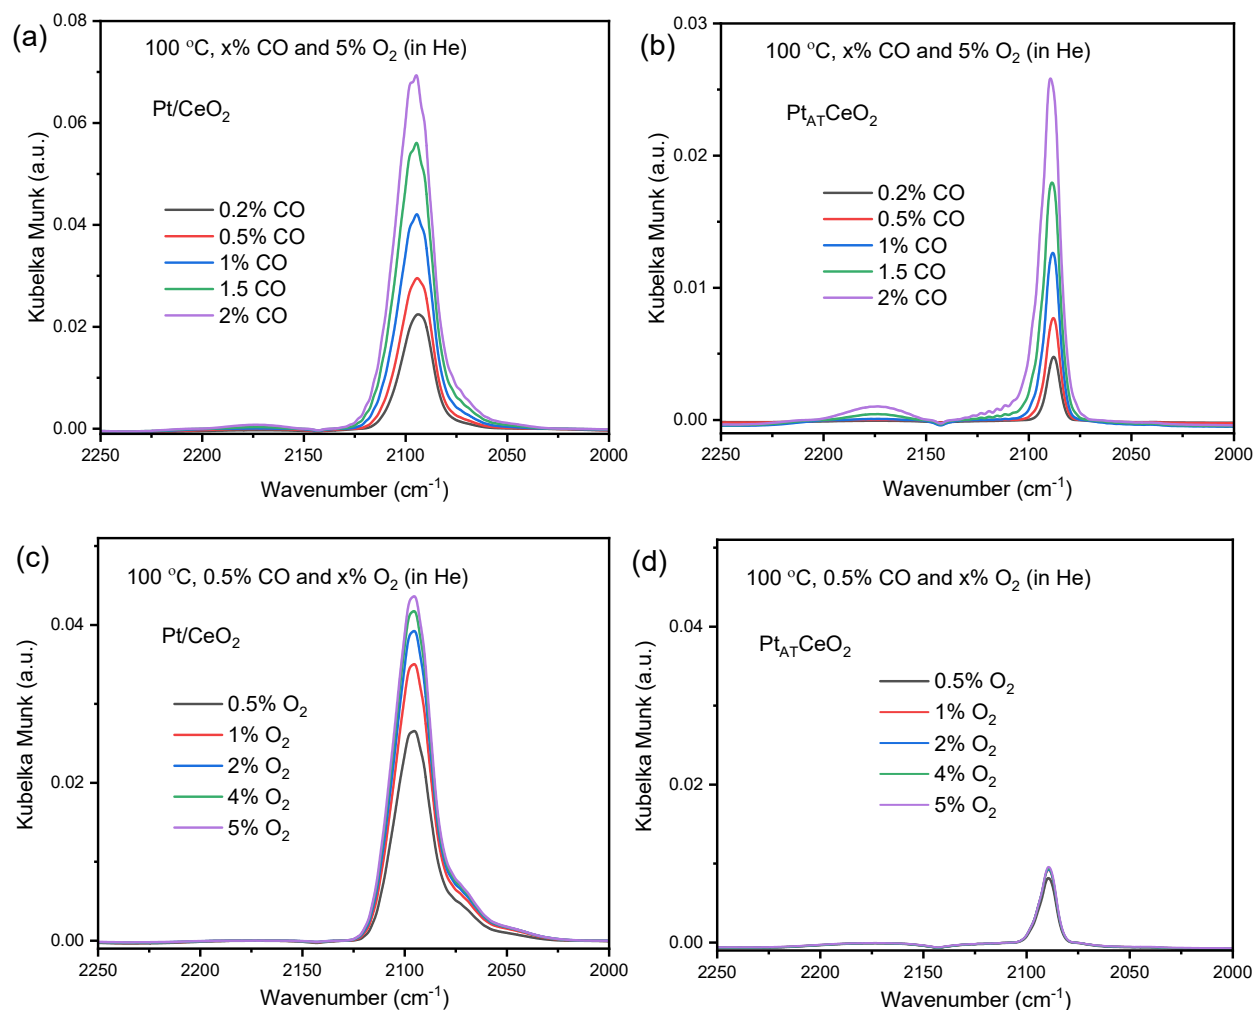 (a)
100 °C, x% CO and 5% O₂ (in He)
Pt/CeO₂
0.2% CO
0.5% CO
1% CO
1.5 CO
2% CO
Kubelka Munk (a.u.)
0.08
0.06
0.04
0.02
0.00
2250
2200
2150
2100
2050
2000
Wavenumber (cm⁻¹)
(b)
100 °C, x% CO and 5% O₂ (in He)
Pt_AT CeO₂
0.2% CO
0.5% CO
1% CO
1.5 CO
2% CO
Kubelka Munk (a.u.)
0.03
0.02
0.01
0.00
2250
2200
2150
2100
2050
2000
Wavenumber (cm⁻¹)
(c)
100 °C, 0.5% CO and x% O₂ (in He)
Pt/CeO₂
0.5% O₂
1% O₂
2% O₂
4% O₂
5% O₂
Kubelka Munk (a.u.)
0.04
0.02
0.00
2250
2200
2150
2100
2050
2000
Wavenumber (cm⁻¹)
(d)
100 °C, 0.5% CO and x% O₂ (in He)
Pt_AT CeO₂
0.5% O₂
1% O₂
2% O₂
4% O₂
5% O₂
Kubelka Munk (a.u.)
0.04
0.02
0.00
2250
2200
2150
2100
2050
2000
Wavenumber (cm⁻¹)